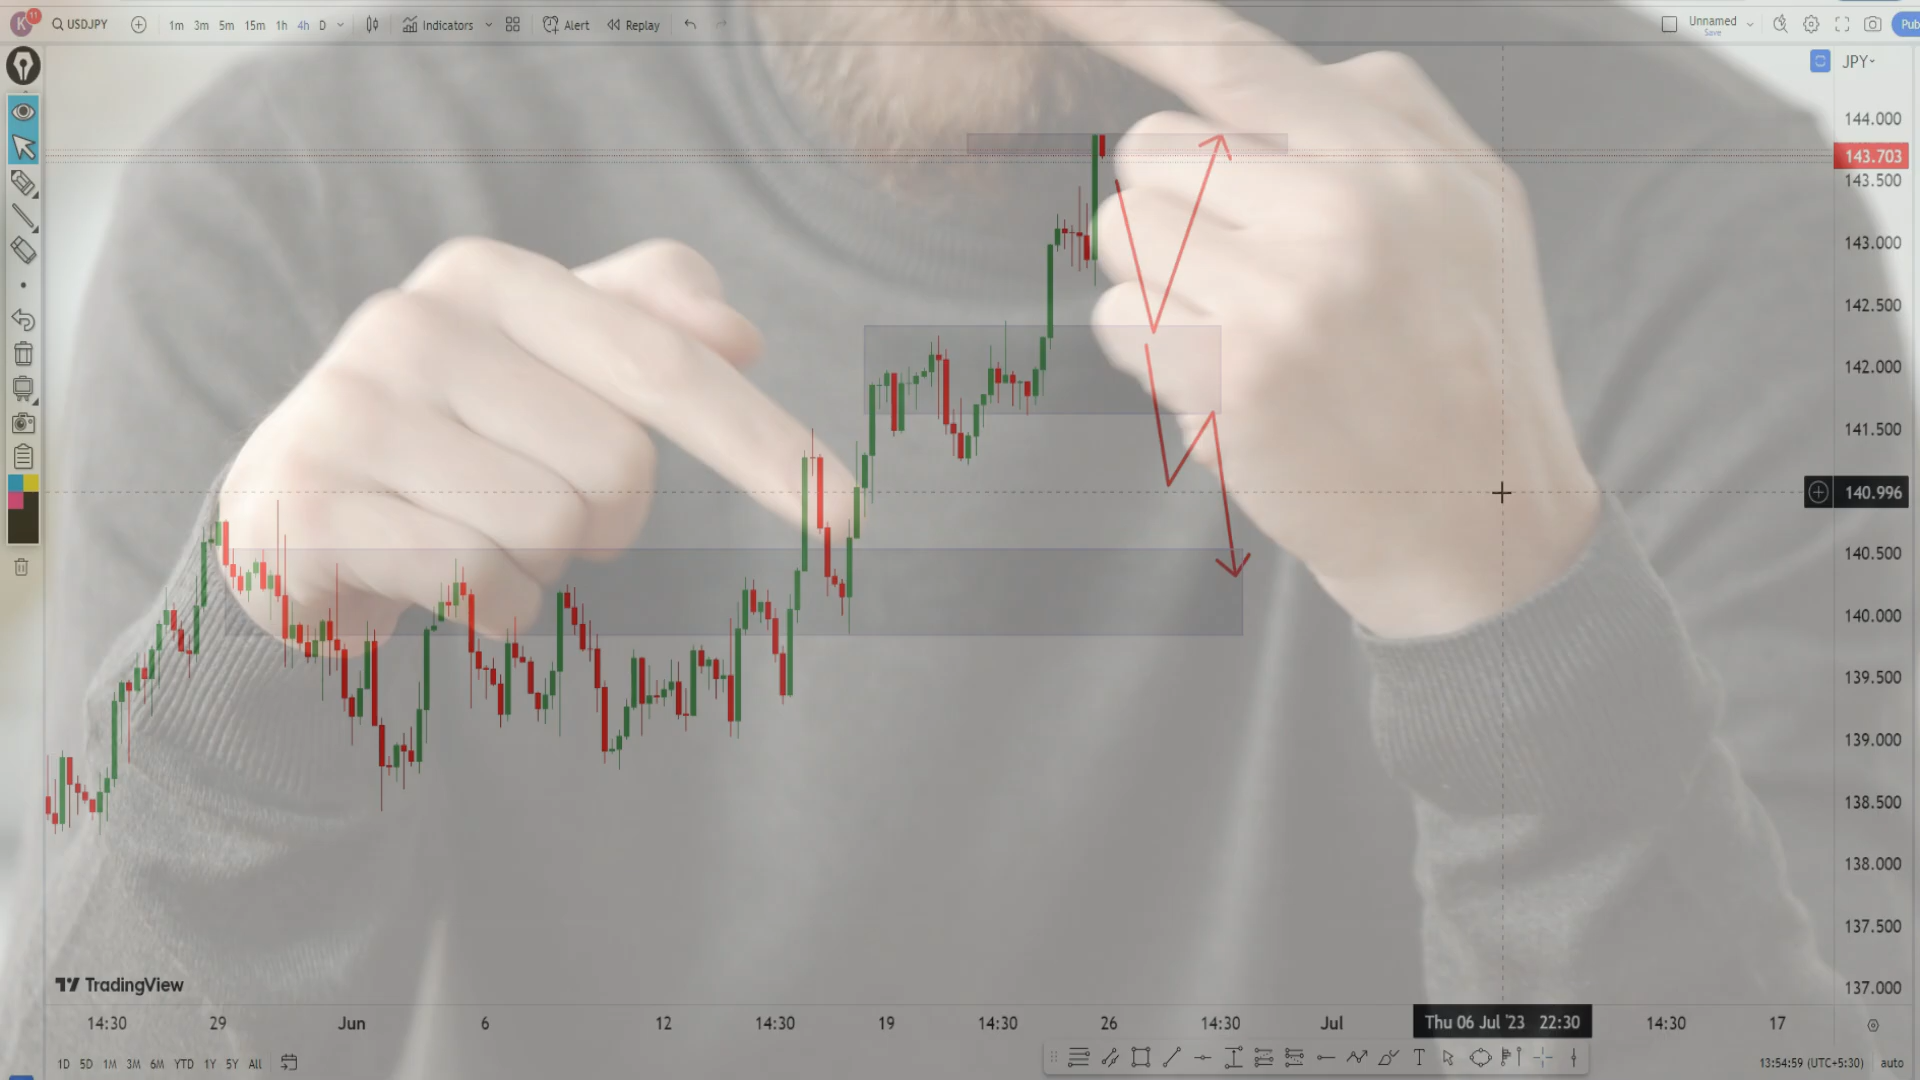 K 11 USDJPY 1m 3m 5m 15m 1h 4h D Indicators Alert Replay Unnamed
Save
JPY
144.000
143.703
143.500
143.000
142.500
142.000
141.500
140.996
140.500
140.000
139.500
139.000
138.500
138.000
137.500
137.000
TradingView
14:30 29 Jun 6 12 14:30 19 14:30 26 14:30 Jul Thu 06 Jul '23 22:30 14:30 17
1D 5D 1M 3M 6M YTD 1Y 5Y All 13:54:59 (UTC+5:30) auto